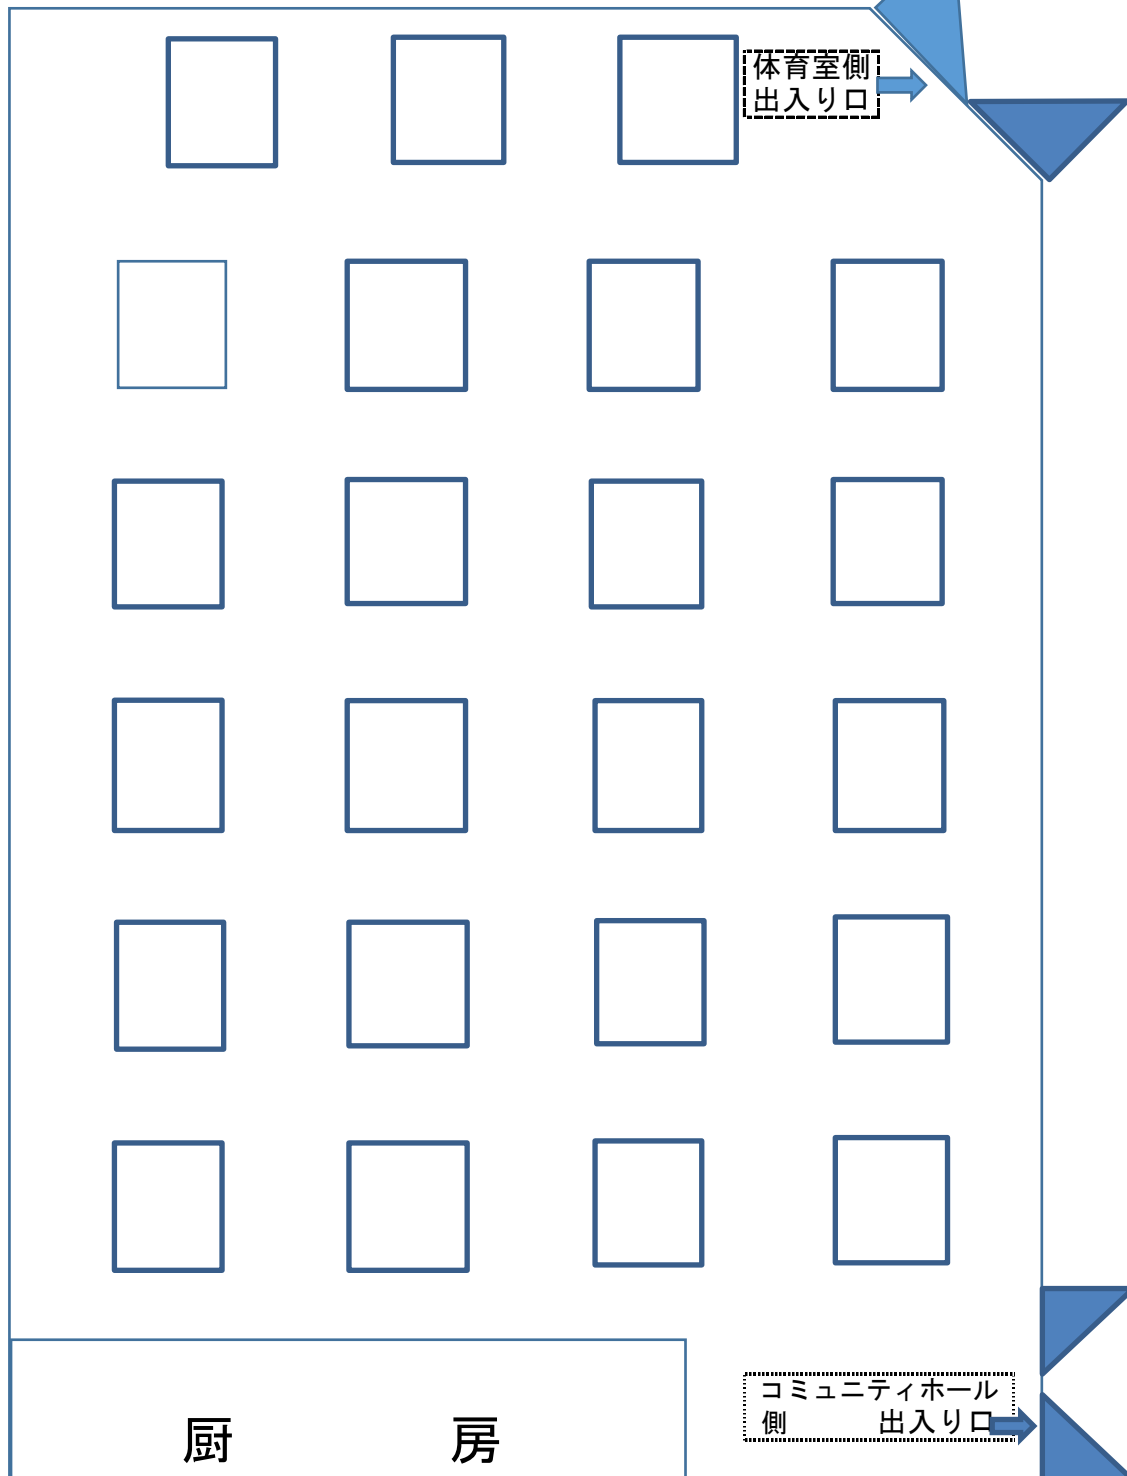 体育室側
出入り口
コミュニティホール
側　　　出入り口
厨　　　　房